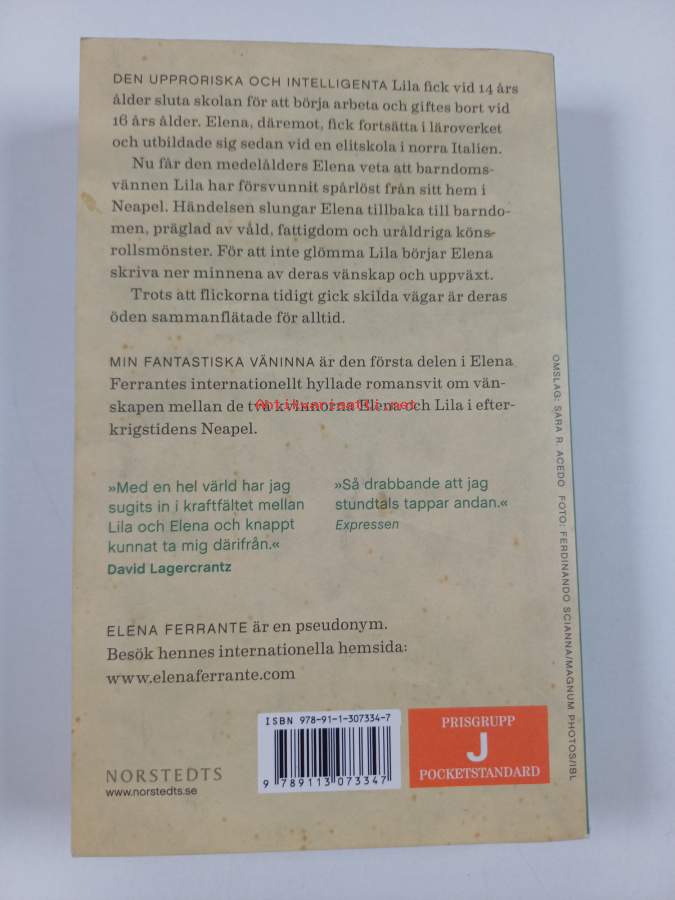 DEN UPPRORISKA OCH INTELLIGENTA Lila fick vid 14 års
ålder sluta skolan för att börja arbeta och giftes bort vid
16 års ålder. Elena, däremot, fick fortsätta i läroverket
och utbildade sig sedan vid en elitskola i norra Italien.
Nu får den medelålders Elena veta att barndoms-
vännen Lila har försvunnit spårlöst från sitt hem i
Neapel. Händelsen slungar Elena tillbaka till barndo-
men, präglad av våld, fattigdom och uråldriga köns-
rollsmönster. För att inte glömma Lila börjar Elena
skriva ner minnena av deras vänskap och uppväxt.
Trots att flickorna tidigt gick skilda vägar är deras
öden sammanflätade för alltid.
MIN FANTASTISKA VÄNINNA är den första delen i Elena
Ferrantes internationellt hyllade romansvit om vän-
skapen mellan de två kvinnorna Elena och Lila i efter-
krigstidens Neapel.
Antikvariaatti.net
»Med en hel värld har jag
sugits in i kraftfältet mellan
Lila och Elena och knappt
kunnat ta mig därifrån.«
David Lagercrantz
»Så drabbande att jag
stundtals tappar andan.«
Expressen
ELENA FERRANTE är en pseudonym.
Besök hennes internationella hemsida:
www.elenaferrante.com
OMSLAG: SARA R. ACEDO FOTO: FERDINANDO SCIANNA/MAGNUM PHOTOS/IBL
NORSTEDTS
www.norstedts.se
ISBN 978-91-1-307334-7
9 789113 073347
PRISGRUPP
J
POCKETSTANDARD